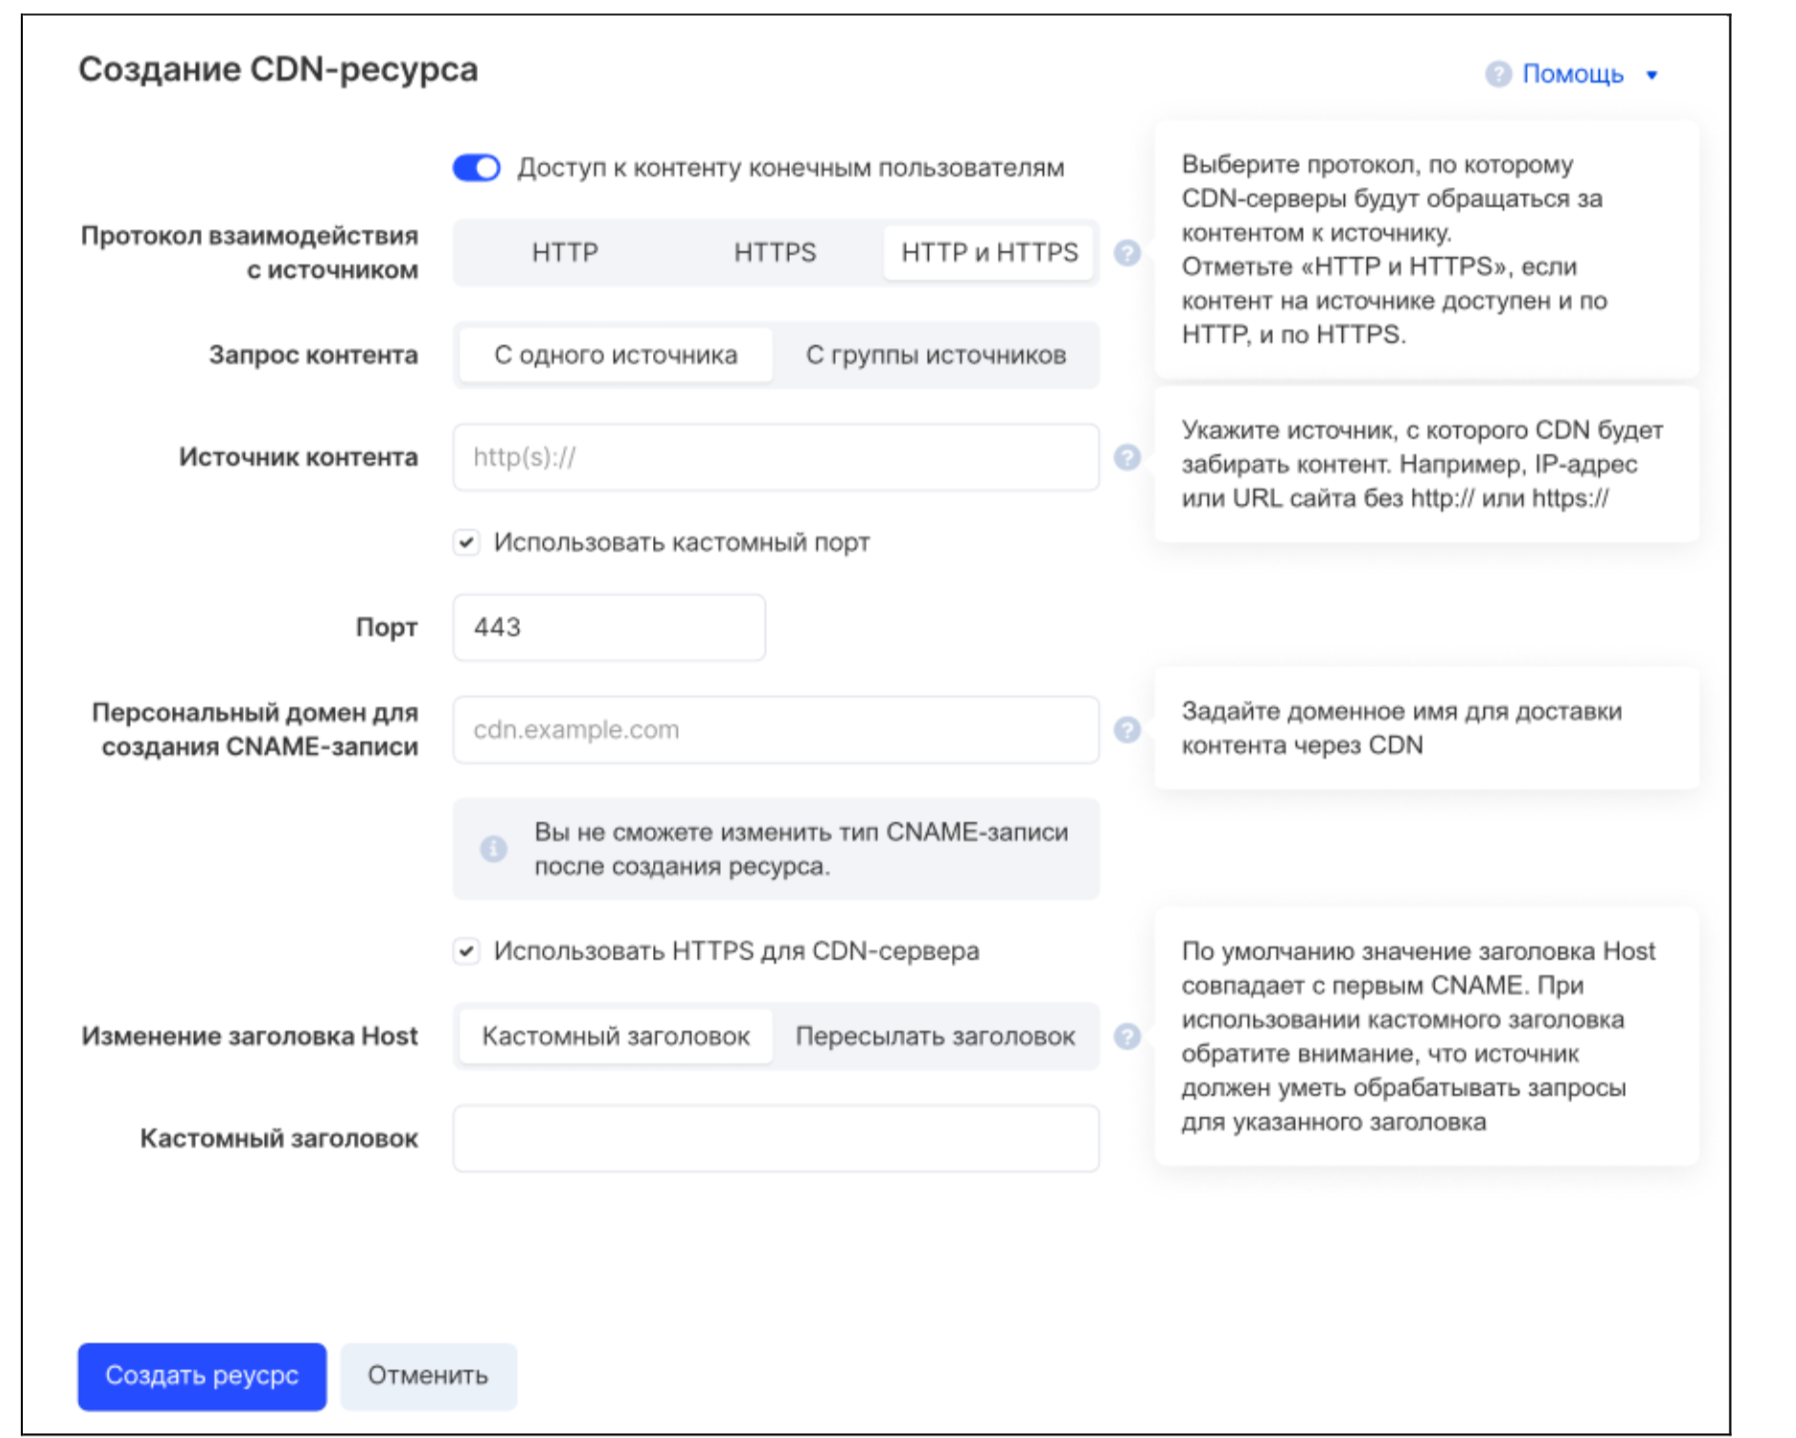 Создание CDN-ресурса
Помощь
Доступ к контенту конечным пользователям
Протокол взаимодействия
с источником
HTTP
HTTPS
HTTP и HTTPS
Выберите протокол, по которому
CDN-серверы будут обращаться за
контентом к источнику.
Отметьте «HTTP и HTTPS», если
контент на источнике доступен и по
HTTP, и по HTTPS.
Запрос контента
С одного источника
С группы источников
Источник контента
http(s)://
Укажите источник, с которого CDN будет
забирать контент. Например, IP-адрес
или URL сайта без http:// или https://
Использовать кастомный порт
Порт
443
Персональный домен для
создания CNAME-записи
cdn.example.com
Задайте доменное имя для доставки
контента через CDN
Вы не сможете изменить тип CNAME-записи
после создания ресурса.
Использовать HTTPS для CDN-сервера
Изменение заголовка Host
Кастомный заголовок
Пересылать заголовок
По умолчанию значение заголовка Host
совпадает с первым CNAME. При
использовании кастомного заголовка
обратите внимание, что источник
должен уметь обрабатывать запросы
для указанного заголовка
Кастомный заголовок
Создать реусрс
Отменить